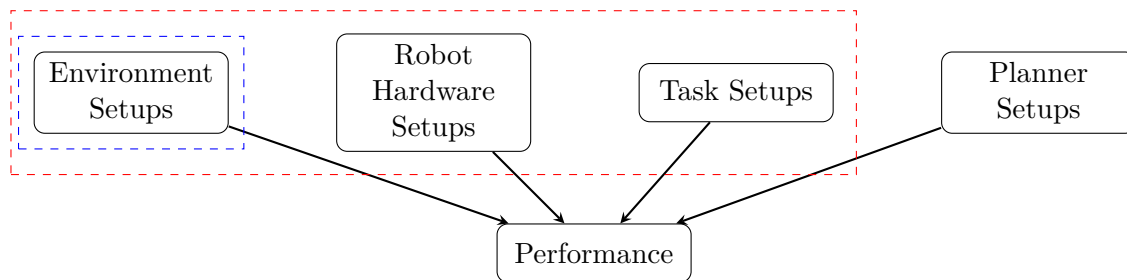 Environment
Setups
Robot
Hardware
Setups
Task Setups
Planner
Setups
Performance